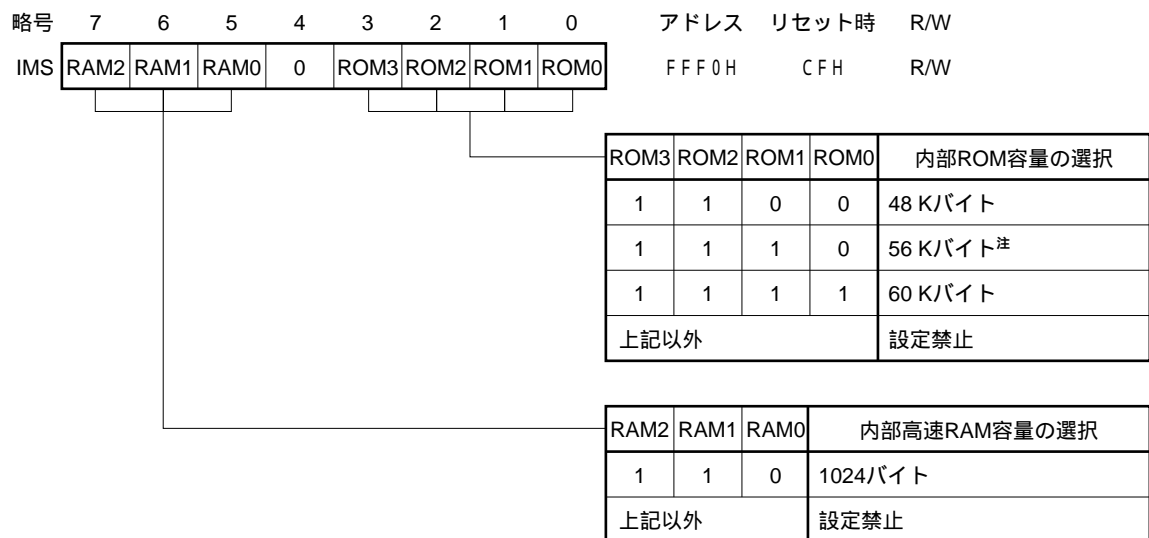 略号 7 6 5 4 3 2 1 0 アドレス リセット時 R/W
IMS RAM2 RAM1 RAM0 0 ROM3 ROM2 ROM1 ROM0 FFF0H CFH R/W
ROM3 ROM2 ROM1 ROM0 内部ROM容量の選択
1 1 0 0 48 Kバイト
1 1 1 0 56 Kバイト注
1 1 1 1 60 Kバイト
上記以外 設定禁止
RAM2 RAM1 RAM0 内部高速RAM容量の選択
1 1 0 1024バイト
上記以外 設定禁止